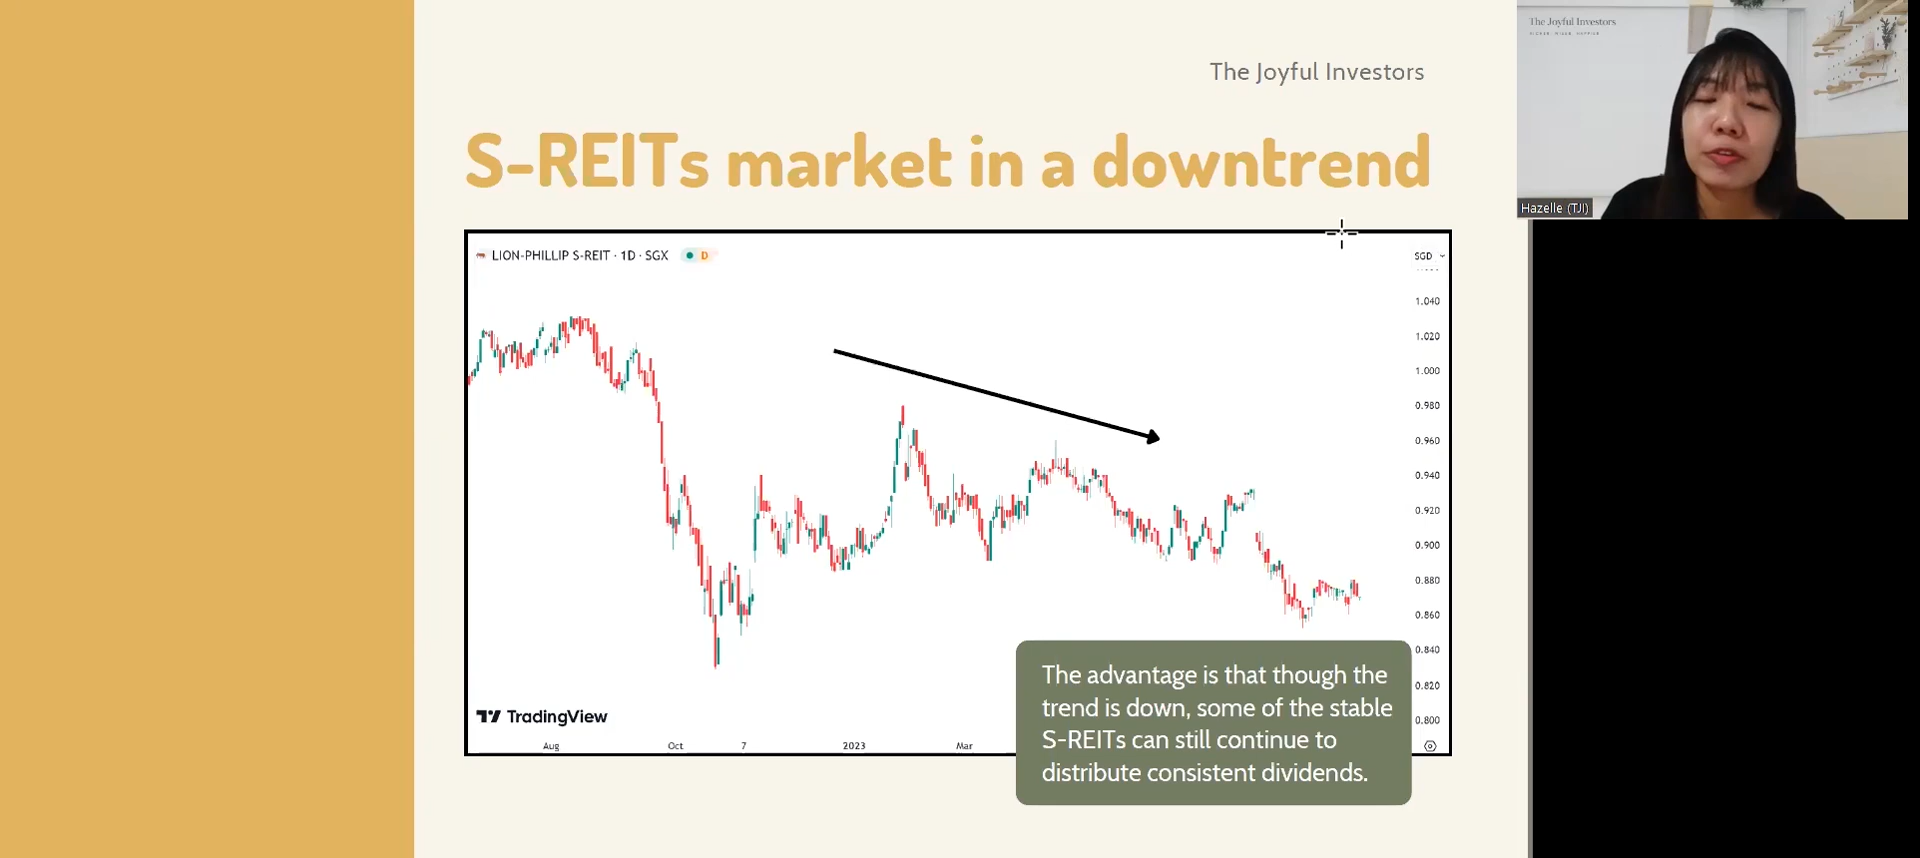 The Joyful Investors
The Joyful Investors
Hazelle (TJI)
S-REITs market in a downtrend
LION-PHILLIP S-REIT · 1D · SGX
D
SGD
1.040
1.020
1.000
0.980
0.960
0.940
0.920
0.900
0.880
0.860
0.840
0.820
0.800
TradingView
Aug Oct 7 2023 Mar
The advantage is that though the
trend is down, some of the stable
S-REITs can still continue to
distribute consistent dividends.